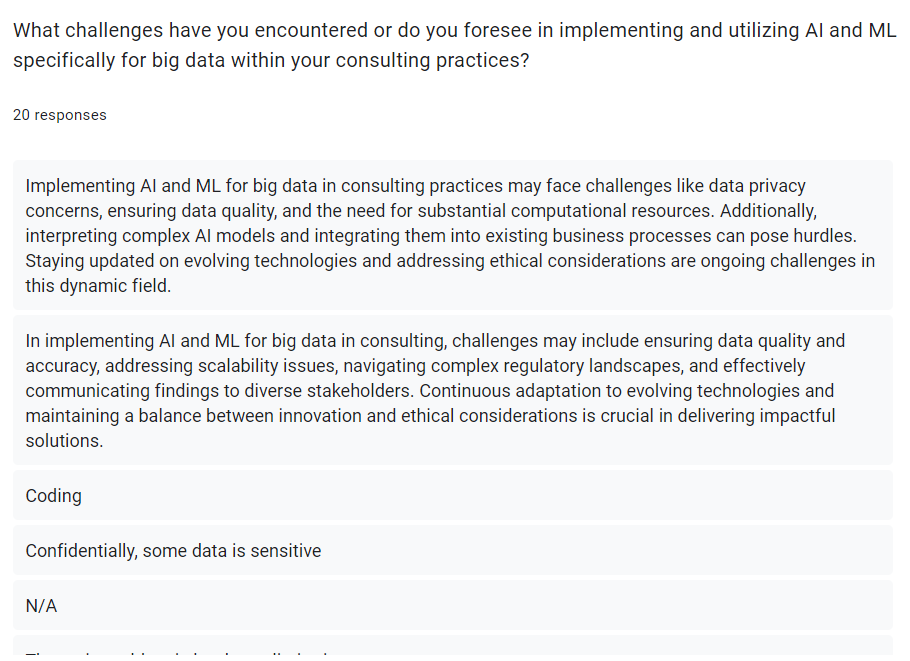 What challenges have you encountered or do you foresee in implementing and utilizing AI and ML
specifically for big data within your consulting practices?
20 responses
Implementing AI and ML for big data in consulting practices may face challenges like data privacy
concerns, ensuring data quality, and the need for substantial computational resources. Additionally,
interpreting complex AI models and integrating them into existing business processes can pose hurdles.
Staying updated on evolving technologies and addressing ethical considerations are ongoing challenges in
this dynamic field.
In implementing AI and ML for big data in consulting, challenges may include ensuring data quality and
accuracy, addressing scalability issues, navigating complex regulatory landscapes, and effectively
communicating findings to diverse stakeholders. Continuous adaptation to evolving technologies and
maintaining a balance between innovation and ethical considerations is crucial in delivering impactful
solutions.
Coding
Confidentially, some data is sensitive
N/A